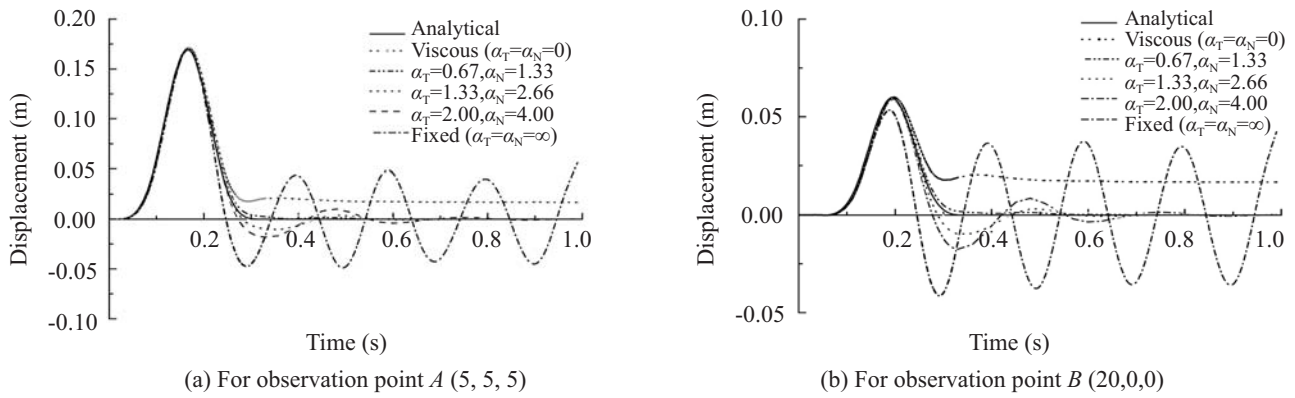 0.20
0.15
0.10
0.05
0.00
-0.05
-0.10
Displacement (m)
Analytical
Viscous (αT=αN=0)
αT=0.67,αN=1.33
αT=1.33,αN=2.66
αT=2.00,αN=4.00
Fixed (αT=αN=∞)
0.2 0.4 0.6 0.8 1.0
Time (s)
(a) For observation point A (5, 5, 5)
0.10
0.05
0.00
-0.05
Displacement (m)
Analytical
Viscous (αT=αN=0)
αT=0.67,αN=1.33
αT=1.33,αN=2.66
αT=2.00,αN=4.00
Fixed (αT=αN=∞)
0.2 0.4 0.6 0.8 1.0
Time (s)
(b) For observation point B (20,0,0)